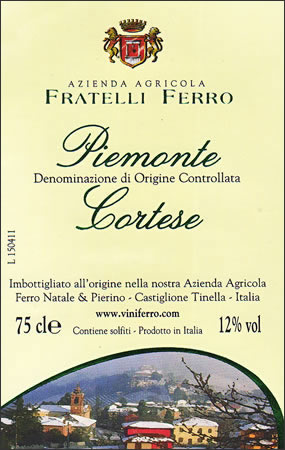 AZIENDA AGRICOLA
FRATELLI FERRO
Piemonte
Denominazione di Origine Controllata
Cortese
L 150411
Imbottigliato all'origine nella nostra Azienda Agricola
Ferro Natale & Pierino - Castiglione Tinella - Italia
www.viniferro.com
75 cl℮ Contiene solfiti - Prodotto in Italia 12% vol